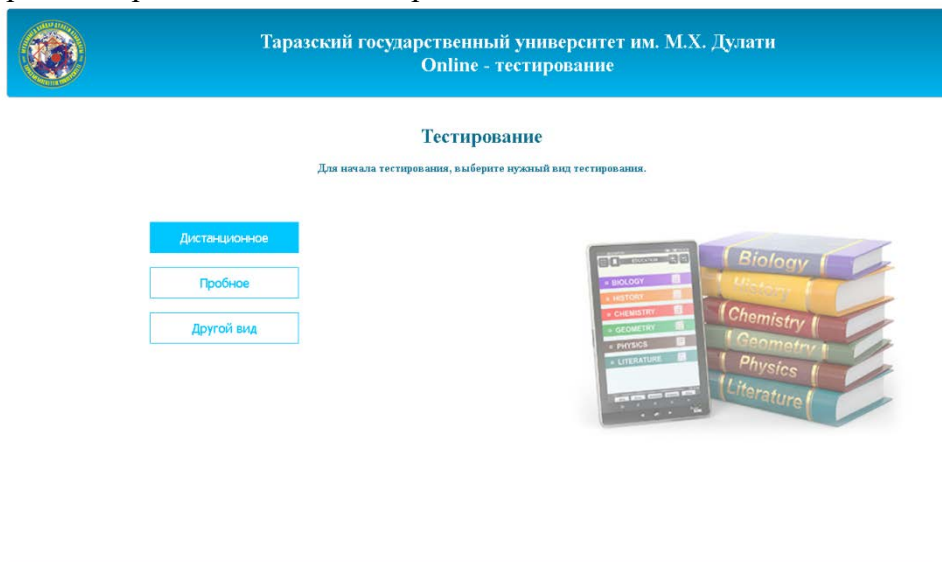 Таразский государственный университет им. М.Х. Дулати
Online - тестирование
Тестирование
Для начала тестирования, выберите нужный вид тестирования.
Дистанционное
Пробное
Другой вид
EDUCATION
BIOLOGY
HISTORY
CHEMISTRY
GEOMETRY
PHYSICS
LITERATURE
Biology
History
Chemistry
Geometry
Physics
Literature